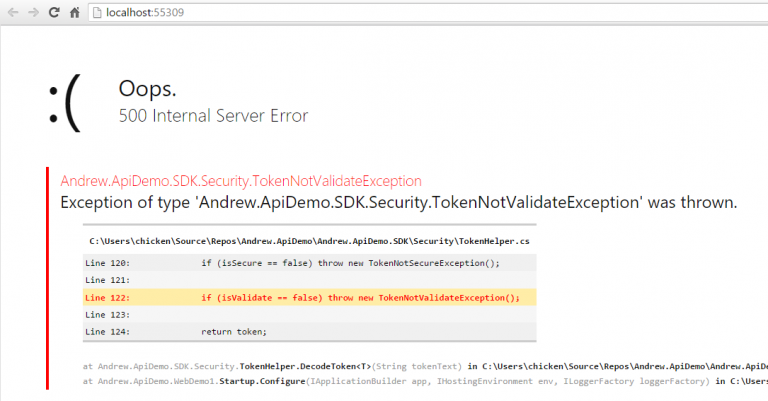 localhost:55309
:(
Oops.
500 Internal Server Error
Andrew.ApiDemo.SDK.Security.TokenNotValidateException
Exception of type 'Andrew.ApiDemo.SDK.Security.TokenNotValidateException' was thrown.
C:\Users\chicken\Source\Repos\Andrew.ApiDemo\Andrew.ApiDemo.SDK\Security\TokenHelper.cs
Line 120: if (isSecure == false) throw new TokenNotSecureException();
Line 121:
Line 122: if (isValidate == false) throw new TokenNotValidateException();
Line 123:
Line 124: return token;
at Andrew.ApiDemo.SDK.Security.TokenHelper.DecodeToken<T>(String tokenText) in C:\Users\chicken\Source\Repos\Andrew.ApiDemo\Andrew.ApiDe
at Andrew.ApiDemo.WebDemo1.Startup.Configure(IApplicationBuilder app, IHostingEnvironment env, ILoggerFactory loggerFactory) in C:\Users